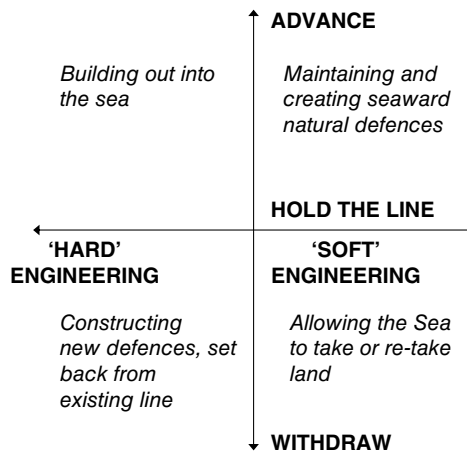 ADVANCE
Building out into
the sea
Maintaining and
creating seaward
natural defences
HOLD THE LINE
‘HARD’
ENGINEERING
‘SOFT’
ENGINEERING
Constructing
new defences, set
back from
existing line
Allowing the Sea
to take or re-take
land
WITHDRAW